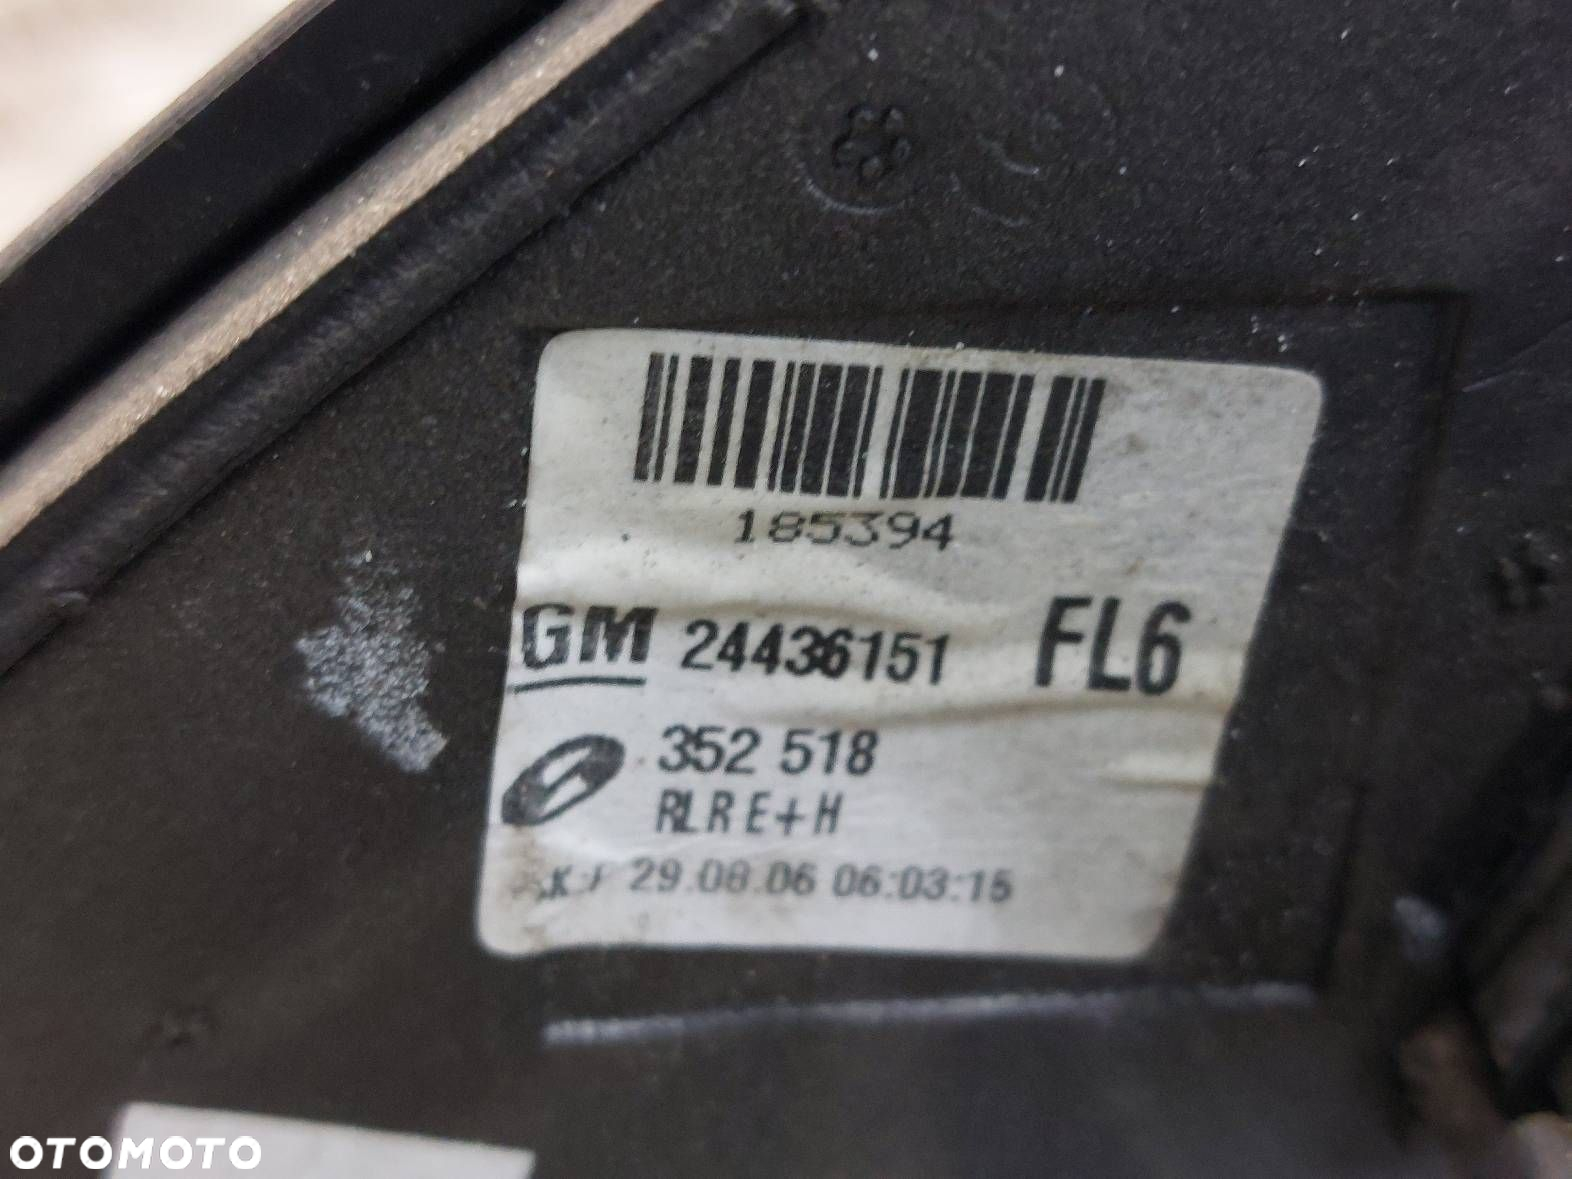 185394
GM 24436151 FL6
352 518
RLR E+H
29.08.06 06:03:15
OTOMOTO